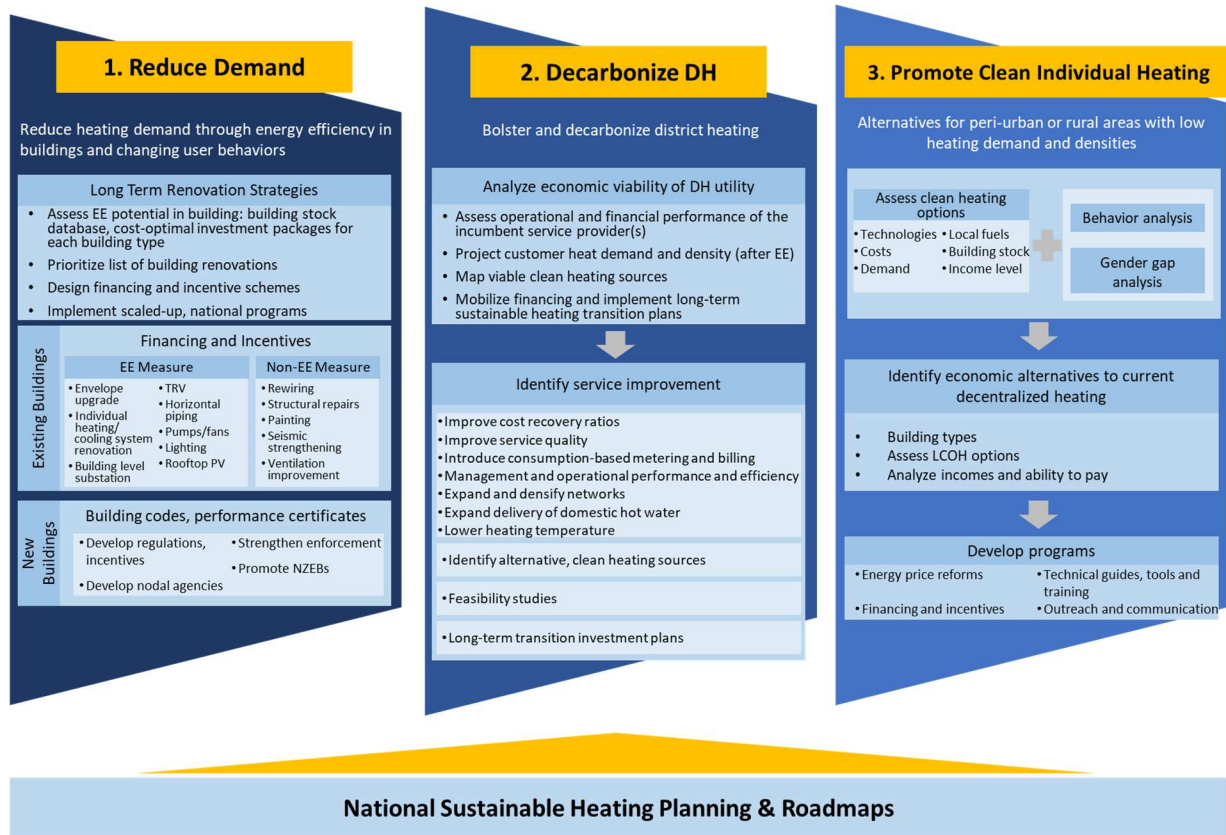 1. Reduce Demand
Reduce heating demand through energy efficiency in
buildings and changing user behaviors
Long Term Renovation Strategies
• Assess EE potential in building: building stock
database, cost-optimal investment packages for
each building type
• Prioritize list of building renovations
• Design financing and incentive schemes
• Implement scaled-up, national programs
Existing Buildings
Financing and Incentives
EE Measure
• Envelope
upgrade
• Individual
heating/
cooling system
renovation
• Building level
substation
• TRV
• Horizontal
piping
• Pumps/fans
• Lighting
• Rooftop PV
Non-EE Measure
• Rewiring
• Structural repairs
• Painting
• Seismic
strengthening
• Ventilation
improvement
New
Buildings
Building codes, performance certificates
• Develop regulations,
incentives
• Develop nodal agencies
• Strengthen enforcement
• Promote NZEBs
2. Decarbonize DH
Bolster and decarbonize district heating
Analyze economic viability of DH utility
• Assess operational and financial performance of the
incumbent service provider(s)
• Project customer heat demand and density (after EE)
• Map viable clean heating sources
• Mobilize financing and implement long-term
sustainable heating transition plans
Identify service improvement
• Improve cost recovery ratios
• Improve service quality
• Introduce consumption-based metering and billing
• Management and operational performance and efficiency
• Expand and densify networks
• Expand delivery of domestic hot water
• Lower heating temperature
• Identify alternative, clean heating sources
• Feasibility studies
• Long-term transition investment plans
3. Promote Clean Individual Heating
Alternatives for peri-urban or rural areas with low
heating demand and densities
Assess clean heating
options
• Technologies
• Costs
• Demand
• Local fuels
• Building stock
• Income level
Behavior analysis
Gender gap
analysis
Identify economic alternatives to current
decentralized heating
• Building types
• Assess LCOH options
• Analyze incomes and ability to pay
Develop programs
• Energy price reforms
• Financing and incentives
• Technical guides, tools and
training
• Outreach and communication
National Sustainable Heating Planning & Roadmaps